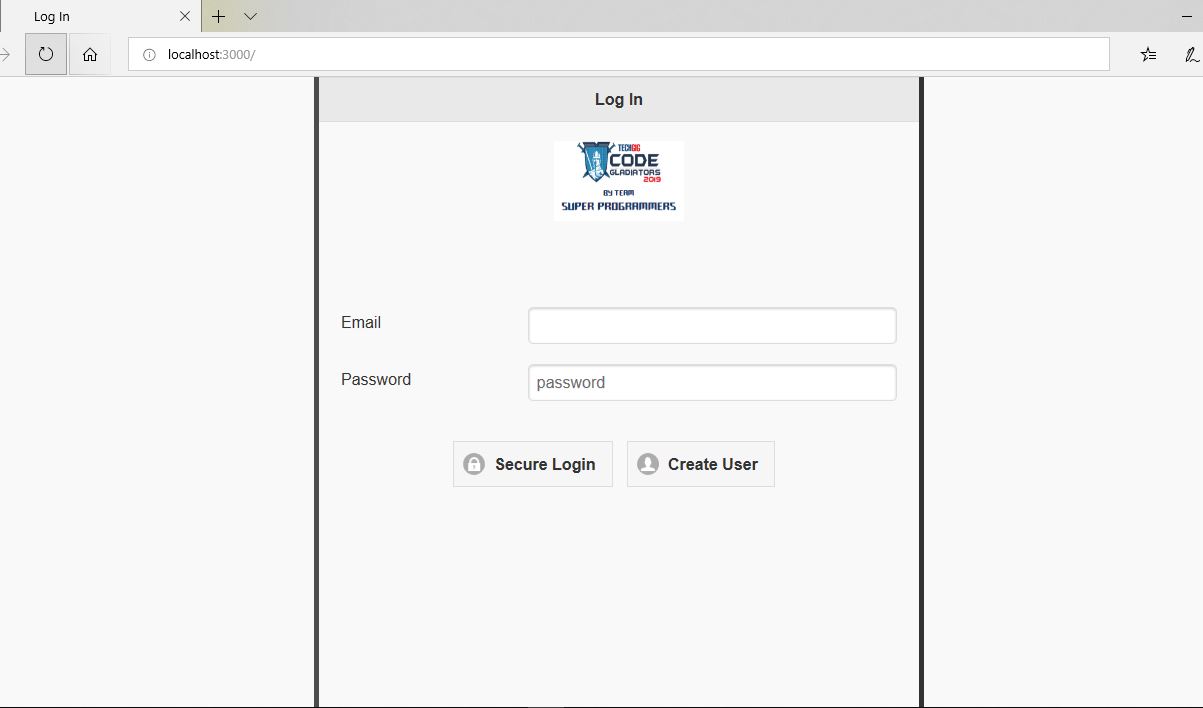 Log In
localhost:3000/
Log In
TECHGIG
CODE
GLADIATORS
2019
BY TEAM
SUPER PROGRAMMERS
Email
Password
password
Secure Login
Create User